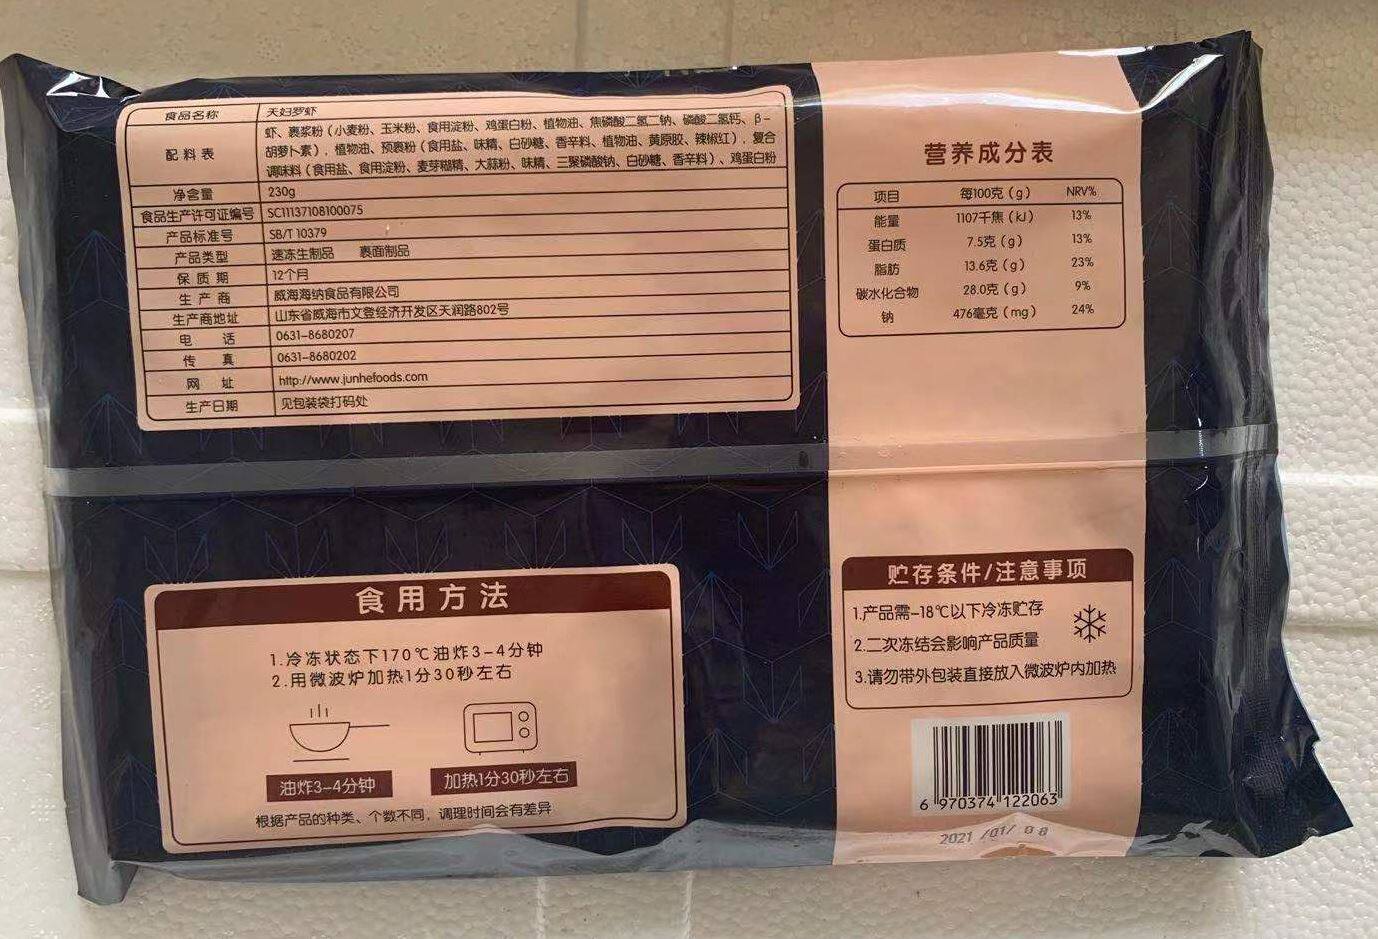 食品名称 天妇罗虾
配料表 虾、裹浆粉（小麦粉、玉米粉、食用淀粉、鸡蛋白粉、植物油、焦磷酸二氢二钠、磷酸二氢钙、β-
胡萝卜素）, 植物油、预裹粉（食用盐、味精、白砂糖、香辛料、植物油、黄原胶、辣椒红）, 复合
调味料（食用盐、食用淀粉、麦芽糊精、大蒜粉、味精、三聚磷酸钠、白砂糖、香辛料）、鸡蛋白粉
净含量 230g
食品生产许可证编号 SC11137108100075
产品标准号 SB/T 10379
产品类型 速冻生制品 裹面制品
保质期 12个月
生产商 威海海纳食品有限公司
生产商地址 山东省威海市文登经济开发区天润路802号
电话 0631-8680207
传真 0631-8680202
网址 http://www.junhefoods.com
生产日期 见包装袋打码处
营养成分表
项目 每100克（g） NRV%
能量 1107千焦（kJ） 13%
蛋白质 7.5克（g） 13%
脂肪 13.6克（g） 23%
碳水化合物 28.0克（g） 9%
钠 476毫克（mg） 24%
食用方法
1.冷冻状态下170℃油炸3-4分钟
2.用微波炉加热1分30秒左右
油炸3-4分钟 加热1分30秒左右
根据产品的种类、个数不同，调理时间会有差异
贮存条件/注意事项
1.产品需-18℃以下冷冻贮存
2.二次冻结会影响产品质量
3.请勿带外包装直接放入微波炉内加热
6 970374 122063
2021 /01/ 08